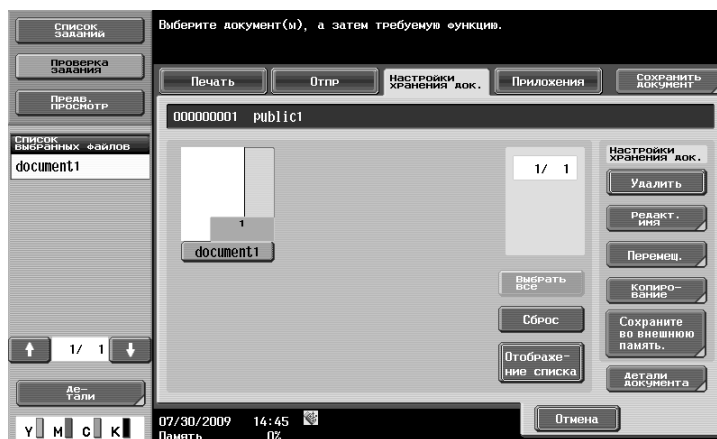 Список
заданий
Проверка
задания
Предв.
просмотр
Список
выбранных файлов
document1
1/ 1
Де-
тали
Y M C K
Выберите документ(ы), а затем требуемую функцию.
Печать
Отпр
Настройки
хранения док.
Приложения
Сохранить
документ
000000001 public1
1
document1
1/ 1
Выбрать
все
Сброс
Отображе-
ние списка
Настройки
хранения док.
Удалить
Редакт.
имя
Перемещ.
Копиро-
вание
Сохраните
во внешнюю
память.
Детали
документа
07/30/2009 14:45
Память 0%
Отмена